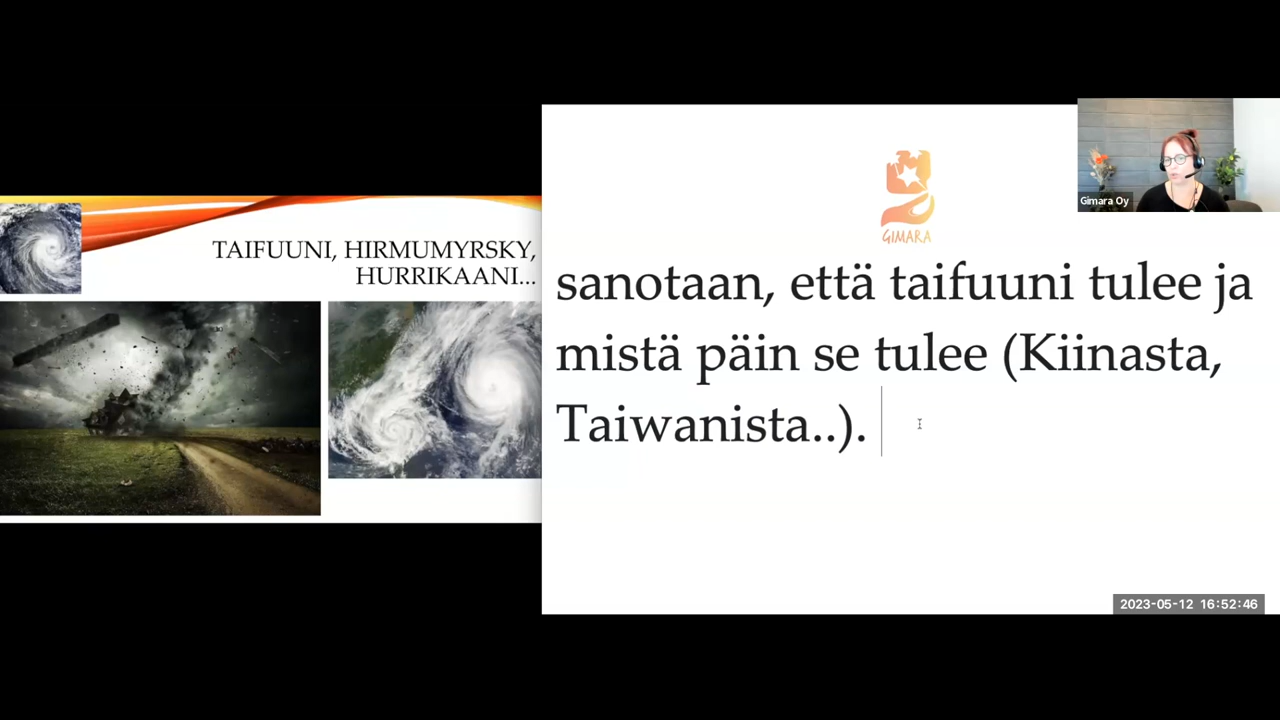 TAIFUUNI, HIRMUMYRSKY,
HURRIKAANI...
GIMARA
sanotaan, että taifuuni tulee ja
mistä päin se tulee (Kiinasta,
Taiwanista..).
Gimara Oy
2023-05-12 16:52:46